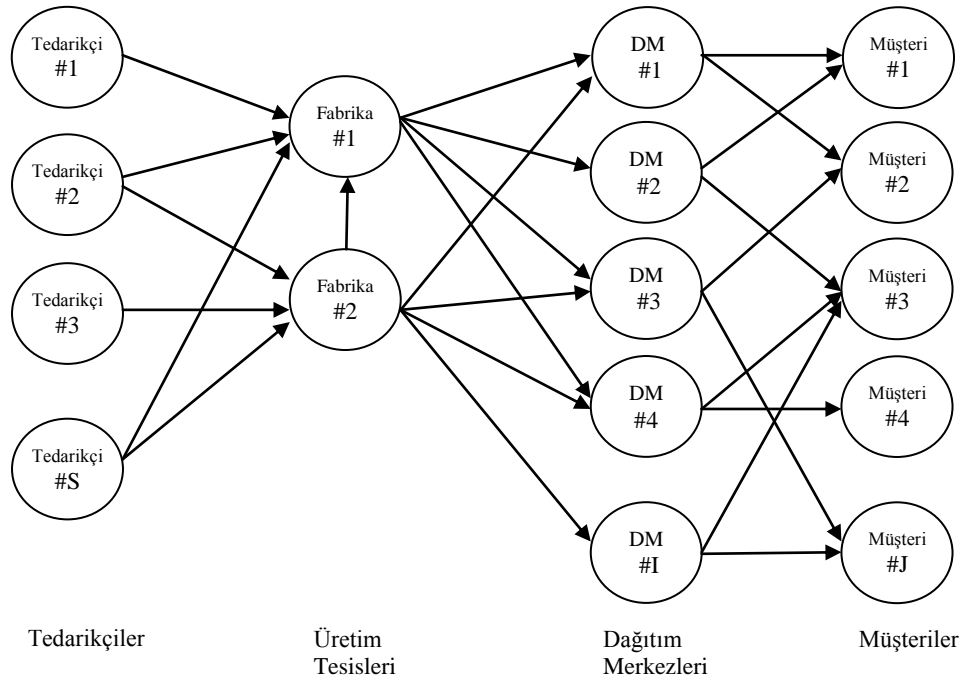 Tedarikçi
#1
Tedarikçi
#2
Tedarikçi
#3
Tedarikçi
#S
Fabrika
#1
Fabrika
#2
DM
#1
DM
#2
DM
#3
DM
#4
DM
#I
Müşteri
#1
Müşteri
#2
Müşteri
#3
Müşteri
#4
Müşteri
#J
Tedarikçiler
Üretim
Tesisleri
Dağıtım
Merkezleri
Müşteriler